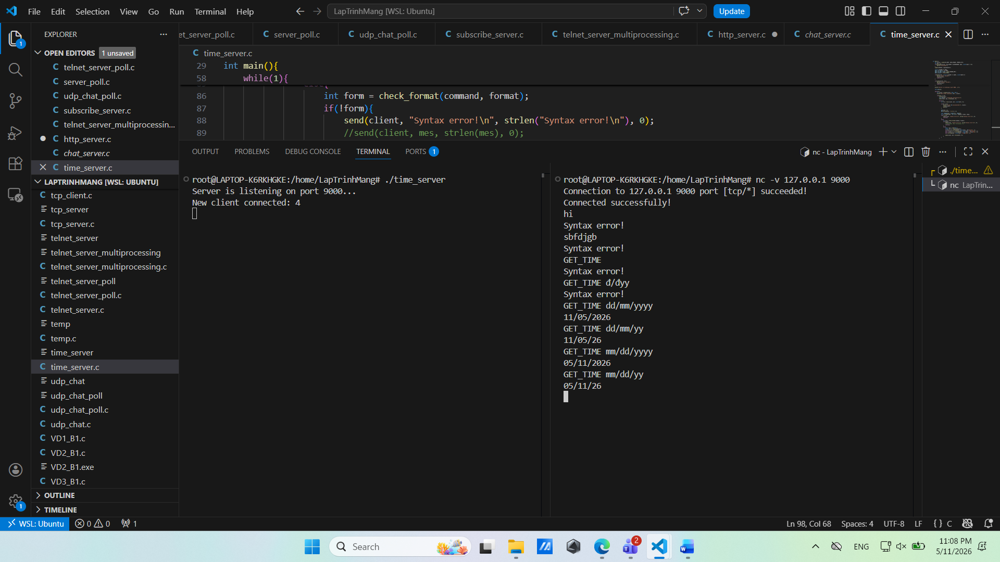 File Edit Selection View Go Run Terminal Help
LapTrinhMang [WSL: Ubuntu]
Update
EXPLORER
OPEN EDITORS 1 unsaved
telnet_server_poll.c
server_poll.c
udp_chat_poll.c
subscribe_server.c
telnet_server_multiprocessin...
http_server.c
chat_server.c
time_server.c
LAPTRINHMANG [WSL: UBUNTU]
tcp_client.c
tcp_server
tcp_server.c
telnet_server
telnet_server_multiprocessing
telnet_server_multiprocessing.c
telnet_server_poll
telnet_server_poll.c
telnet_server.c
temp
temp.c
time_server
time_server.c
udp_chat
udp_chat_poll
udp_chat_poll.c
udp_chat.c
VD1_B1.c
VD2_B1.c
VD2_B1.exe
VD3_B1.c
OUTLINE
TIMELINE
et_server_poll.c server_poll.c udp_chat_poll.c subscribe_server.c telnet_server_multiprocessing.c http_server.c chat_server.c time_server.c
time_server.c
29 int main(){
58 while(1){
86 int form = check_format(command, format);
87 if(!form){
88 send(client, "Syntax error!\n", strlen("Syntax error!\n"), 0);
89 //send(client, mes, strlen(mes), 0);
OUTPUT PROBLEMS DEBUG CONSOLE TERMINAL PORTS 1
nc - LapTrinhMang
root@LAPTOP-K6RKHGKE:/home/LapTrinhMang# ./time_server
Server is listening on port 9000...
New client connected: 4
root@LAPTOP-K6RKHGKE:/home/LapTrinhMang# nc -v 127.0.0.1 9000
Connection to 127.0.0.1 9000 port [tcp/*] succeeded!
Connected successfully!
hi
Syntax error!
sbfdjgb
Syntax error!
GET_TIME
Syntax error!
GET_TIME đ/đyy
Syntax error!
GET_TIME dd/mm/yyyy
11/05/2026
GET_TIME dd/mm/yy
11/05/26
GET_TIME mm/dd/yyyy
05/11/2026
GET_TIME mm/dd/yy
05/11/26
./time...
nc LapTrin...
WSL: Ubuntu 0 0 1
Ln 98, Col 68 Spaces: 4 UTF-8 LF {} C
Search
2
ENG
11:08 PM
5/11/2026